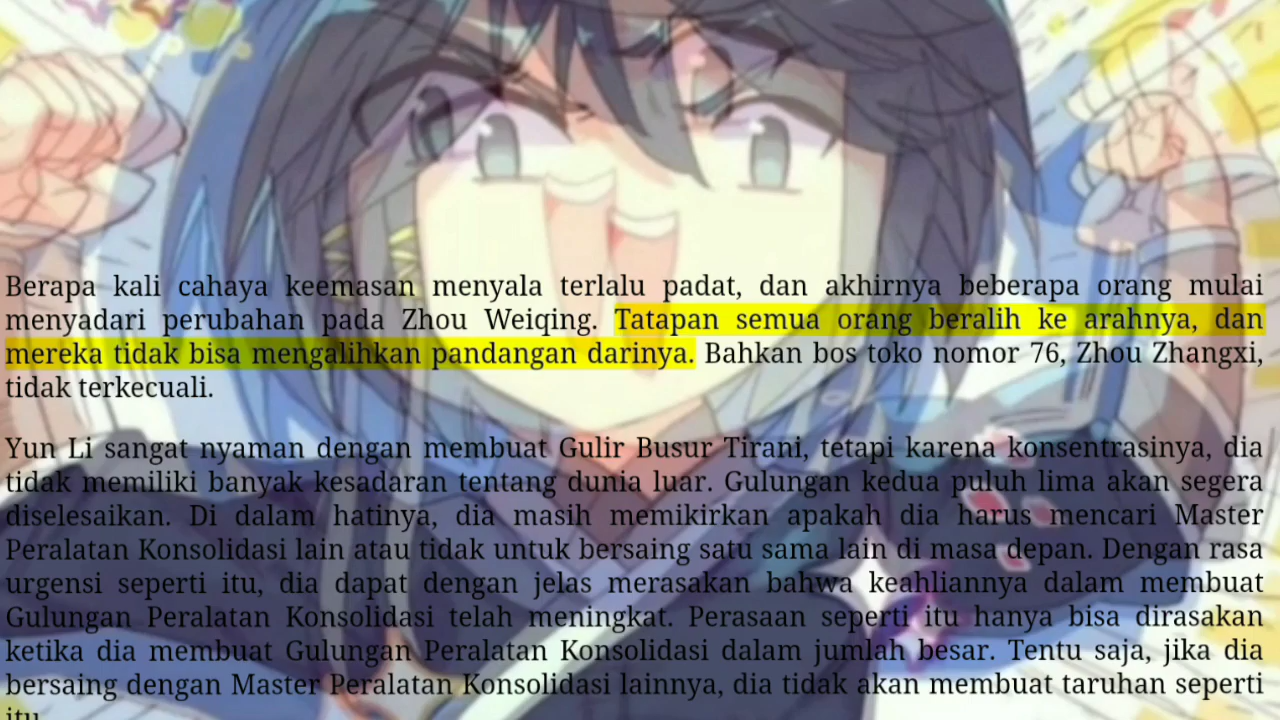 Berapa kali cahaya keemasan menyala terlalu padat, dan akhirnya beberapa orang mulai
menyadari perubahan pada Zhou Weiqing. Tatapan semua orang beralih ke arahnya, dan
mereka tidak bisa mengalihkan pandangan darinya. Bahkan bos toko nomor 76, Zhou Zhangxi,
tidak terkecuali.
Yun Li sangat nyaman dengan membuat Gulir Busur Tirani, tetapi karena konsentrasinya, dia
tidak memiliki banyak kesadaran tentang dunia luar. Gulungan kedua puluh lima akan segera
diselesaikan. Di dalam hatinya, dia masih memikirkan apakah dia harus mencari Master
Peralatan Konsolidasi lain atau tidak untuk bersaing satu sama lain di masa depan. Dengan rasa
urgensi seperti itu, dia dapat dengan jelas merasakan bahwa keahliannya dalam membuat
Gulungan Peralatan Konsolidasi telah meningkat. Perasaan seperti itu hanya bisa dirasakan
ketika dia membuat Gulungan Peralatan Konsolidasi dalam jumlah besar. Tentu saja, jika dia
bersaing dengan Master Peralatan Konsolidasi lainnya, dia tidak akan membuat taruhan seperti
itu.